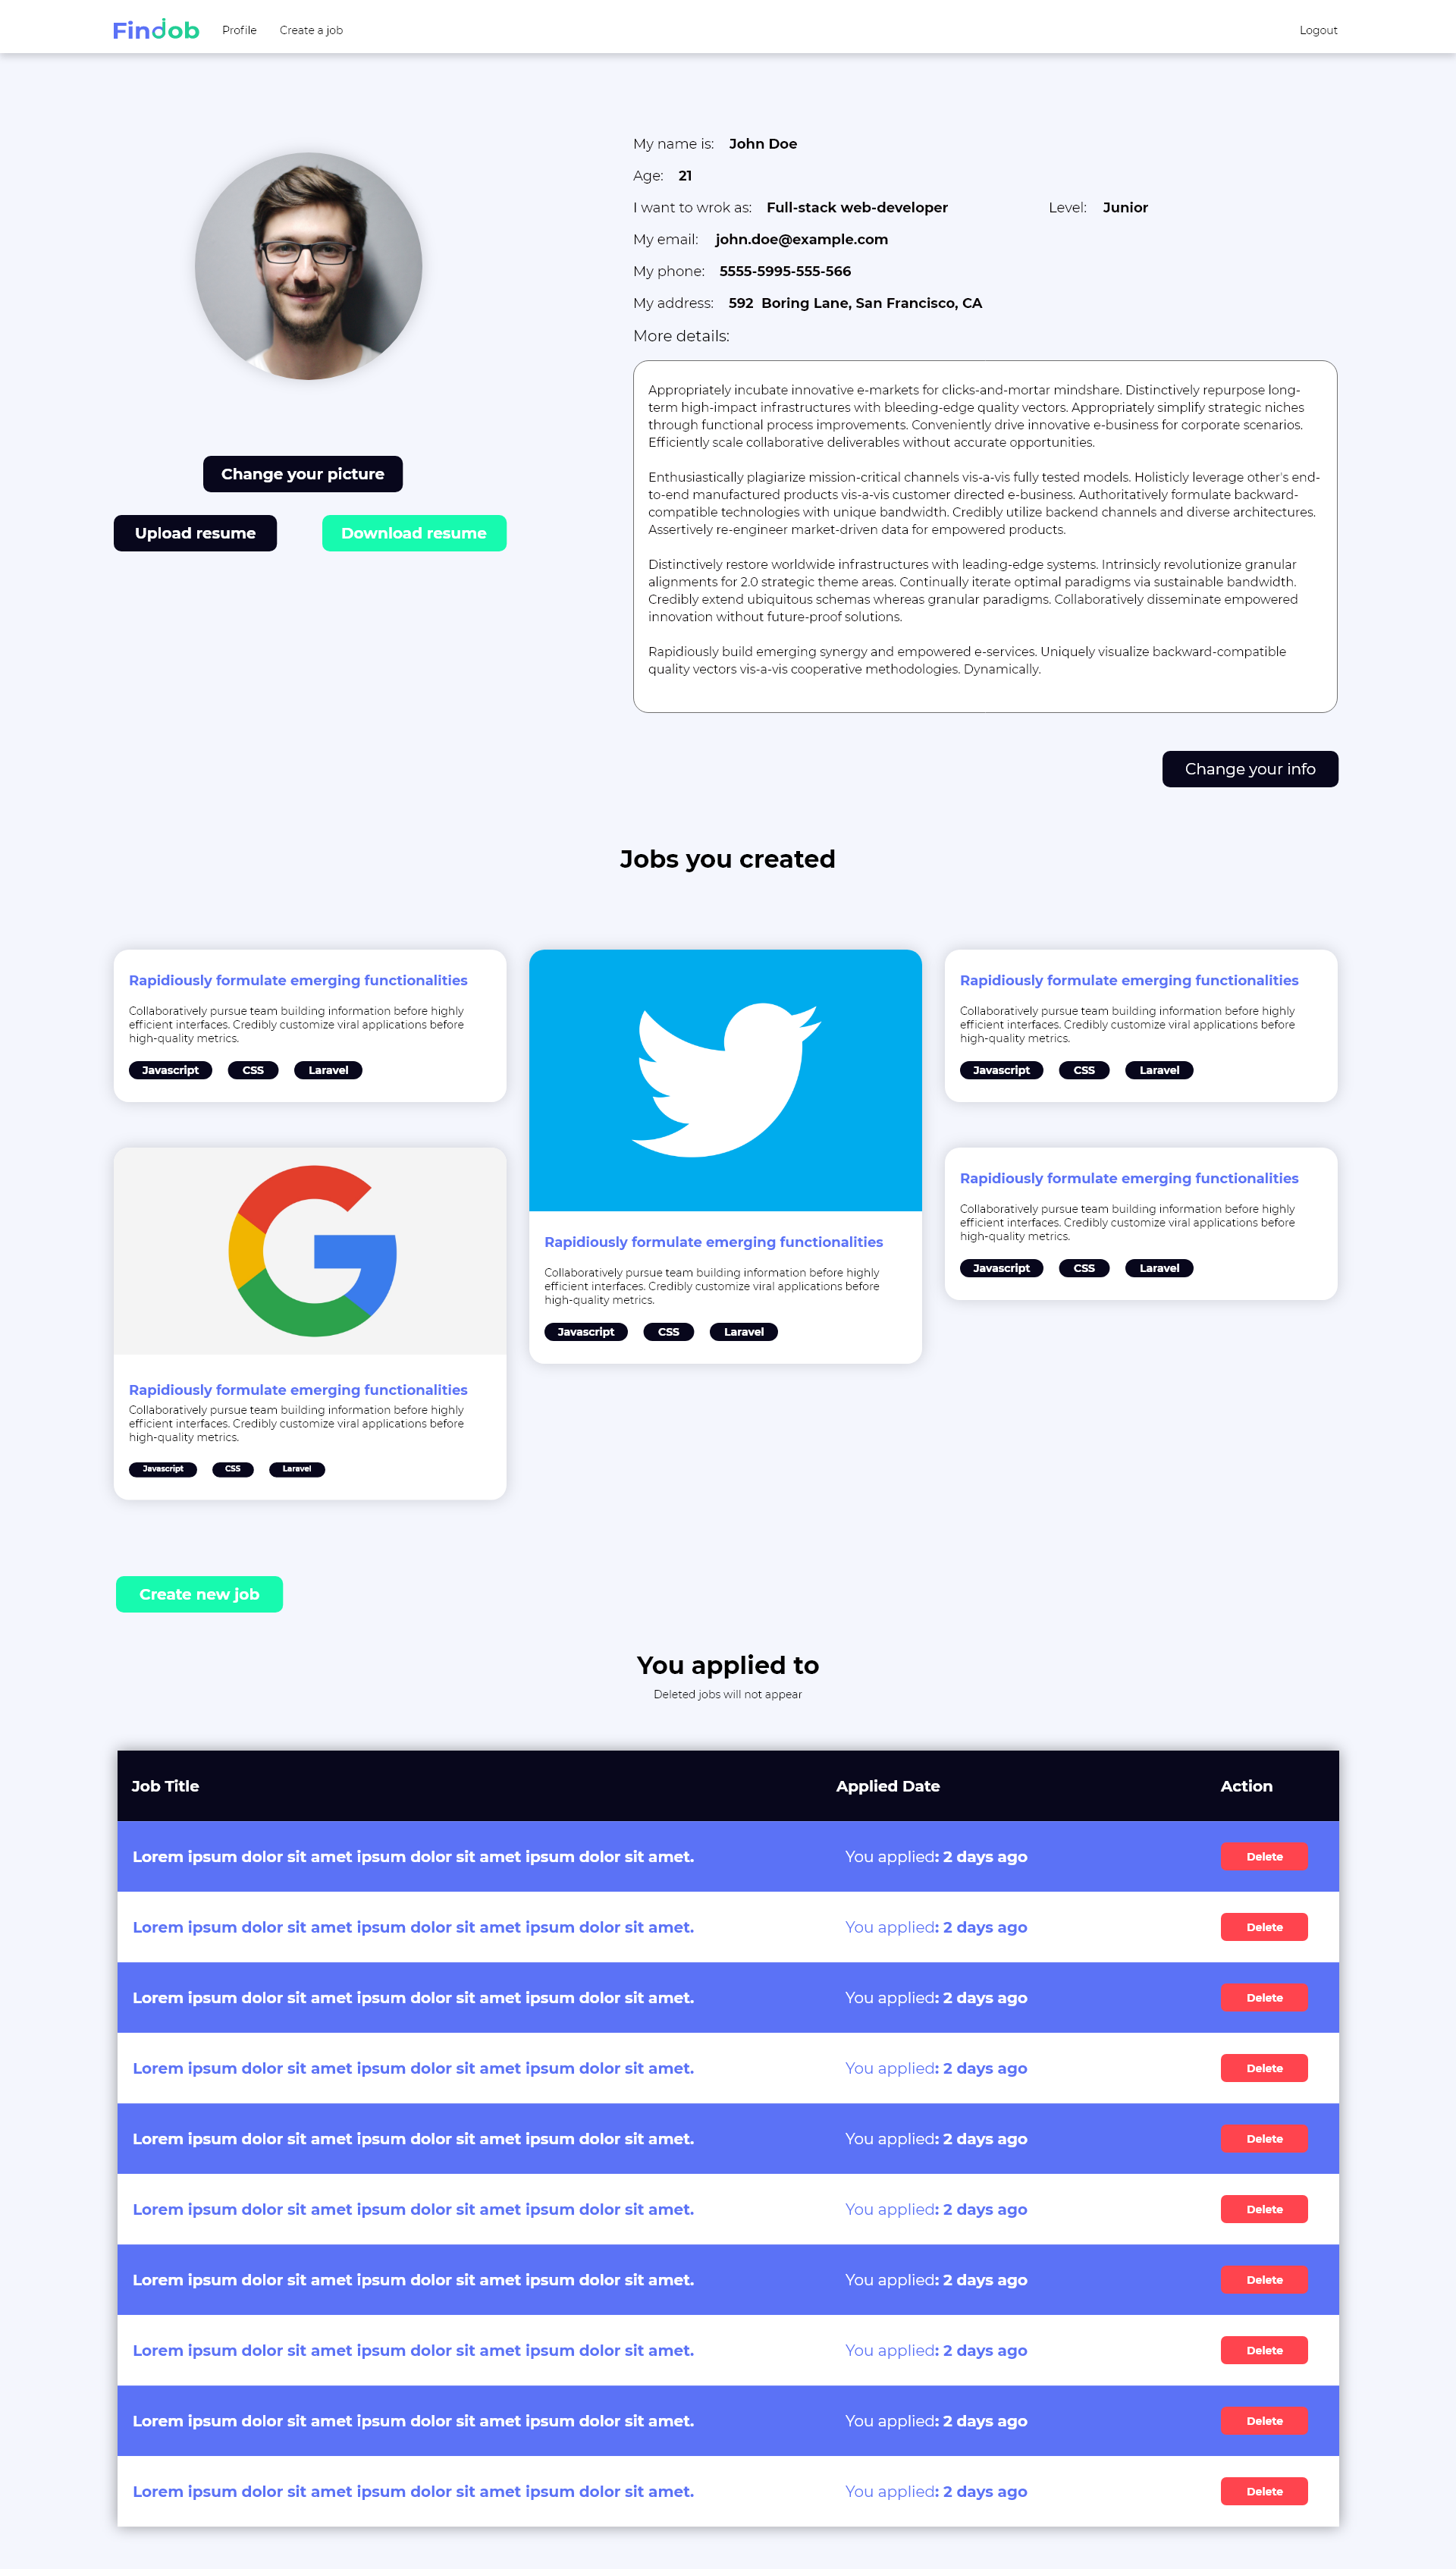 FinJob
Profile
Create a job
Logout
My name is: John Doe
Age: 21
I want to wrok as: Full-stack web-developer Level: Junior
My email: john.doe@example.com
My phone: 5555-5995-555-566
My address: 592 Boring Lane, San Francisco, CA
More details:
Appropriately incubate innovative e-markets for clicks-and-mortar mindshare. Distinctively repurpose long-
term high-impact infrastructures with bleeding-edge quality vectors. Appropriately simplify strategic niches
through functional process improvements. Conveniently drive innovative e-business for corporate scenarios.
Efficiently scale collaborative deliverables without accurate opportunities.
Enthusiastically plagiarize mission-critical channels vis-a-vis fully tested models. Holisticly leverage other's end-
to-end manufactured products vis-a-vis customer directed e-business. Authoritatively formulate backward-
compatible technologies with unique bandwidth. Credibly utilize backend channels and diverse architectures.
Assertively re-engineer market-driven data for empowered products.
Distinctively restore worldwide infrastructures with leading-edge systems. Intrinsicly revolutionize granular
alignments for 2.0 strategic theme areas. Continually iterate optimal paradigms via sustainable bandwidth.
Credibly extend ubiquitous schemas whereas granular paradigms. Collaboratively disseminate empowered
innovation without future-proof solutions.
Rapidiously build emerging synergy and empowered e-services. Uniquely visualize backward-compatible
quality vectors vis-a-vis cooperative methodologies. Dynamically.
Change your picture
Upload resume
Download resume
Change your info
Jobs you created
Rapidiously formulate emerging functionalities
Collaboratively pursue team building information before highly
efficient interfaces. Credibly customize viral applications before
high-quality metrics.
Javascript CSS Laravel
Rapidiously formulate emerging functionalities
Collaboratively pursue team building information before highly
efficient interfaces. Credibly customize viral applications before
high-quality metrics.
Javascript CSS Laravel
Rapidiously formulate emerging functionalities
Collaboratively pursue team building information before highly
efficient interfaces. Credibly customize viral applications before
high-quality metrics.
Javascript CSS Laravel
Rapidiously formulate emerging functionalities
Collaboratively pursue team building information before highly
efficient interfaces. Credibly customize viral applications before
high-quality metrics.
Javascript CSS Laravel
Rapidiously formulate emerging functionalities
Collaboratively pursue team building information before highly
efficient interfaces. Credibly customize viral applications before
high-quality metrics.
Javascript CSS Laravel
Create new job
You applied to
Deleted jobs will not appear
Job Title Applied Date Action
Lorem ipsum dolor sit amet ipsum dolor sit amet ipsum dolor sit amet. You applied: 2 days ago Delete
Lorem ipsum dolor sit amet ipsum dolor sit amet ipsum dolor sit amet. You applied: 2 days ago Delete
Lorem ipsum dolor sit amet ipsum dolor sit amet ipsum dolor sit amet. You applied: 2 days ago Delete
Lorem ipsum dolor sit amet ipsum dolor sit amet ipsum dolor sit amet. You applied: 2 days ago Delete
Lorem ipsum dolor sit amet ipsum dolor sit amet ipsum dolor sit amet. You applied: 2 days ago Delete
Lorem ipsum dolor sit amet ipsum dolor sit amet ipsum dolor sit amet. You applied: 2 days ago Delete
Lorem ipsum dolor sit amet ipsum dolor sit amet ipsum dolor sit amet. You applied: 2 days ago Delete
Lorem ipsum dolor sit amet ipsum dolor sit amet ipsum dolor sit amet. You applied: 2 days ago Delete
Lorem ipsum dolor sit amet ipsum dolor sit amet ipsum dolor sit amet. You applied: 2 days ago Delete
Lorem ipsum dolor sit amet ipsum dolor sit amet ipsum dolor sit amet. You applied: 2 days ago Delete